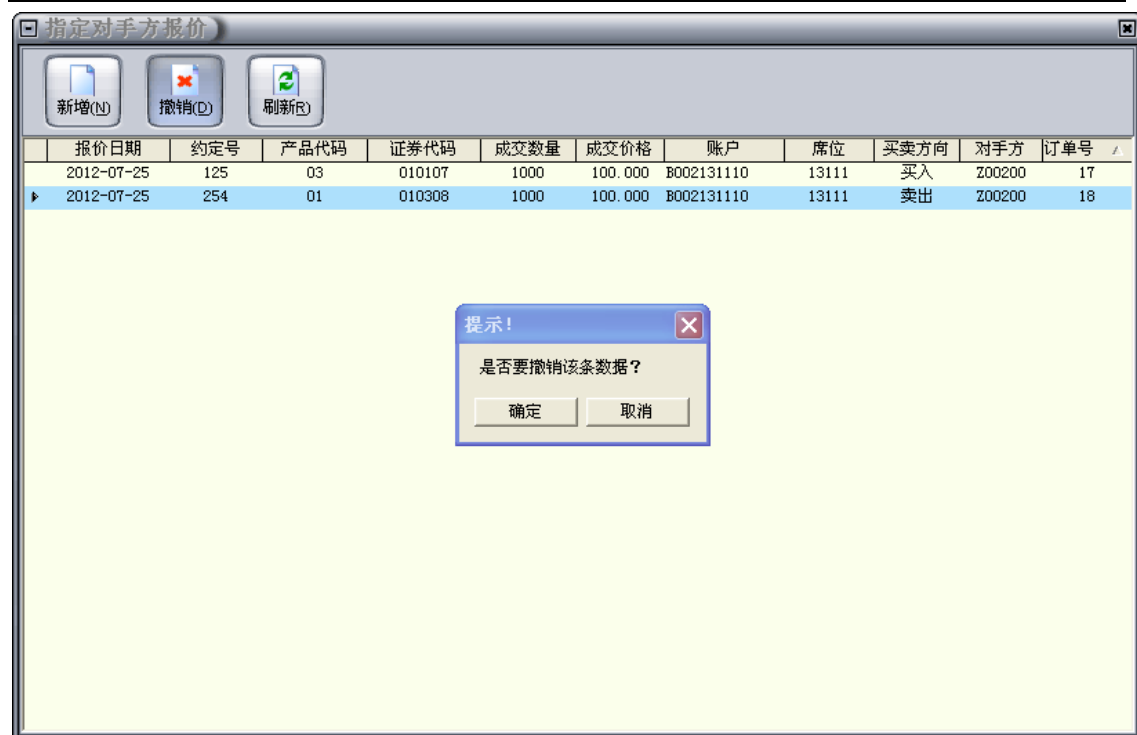 指定对手方报价
新增(N) 撤销(D) 刷新R)
报价日期 约定号 产品代码 证券代码 成交数量 成交价格 账户 席位 买卖方向 对手方 订单号
2012-07-25 125 03 010107 1000 100.000 B002131110 13111 买入 Z00200 17
2012-07-25 254 01 010308 1000 100.000 B002131110 13111 卖出 Z00200 18
提示!
是否要撤销该条数据?
确定 取消